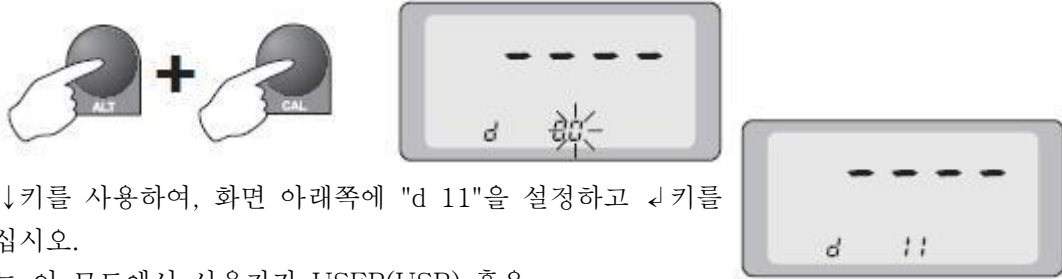 ALT + CAL
- - - -
d 00
- - - -
d 11
↓키를 사용하여, 화면 아래쪽에 "d 11"을 설정하고 ↲키를
십시오.
이 모드에서 사용자가 USER(USR) 혹은